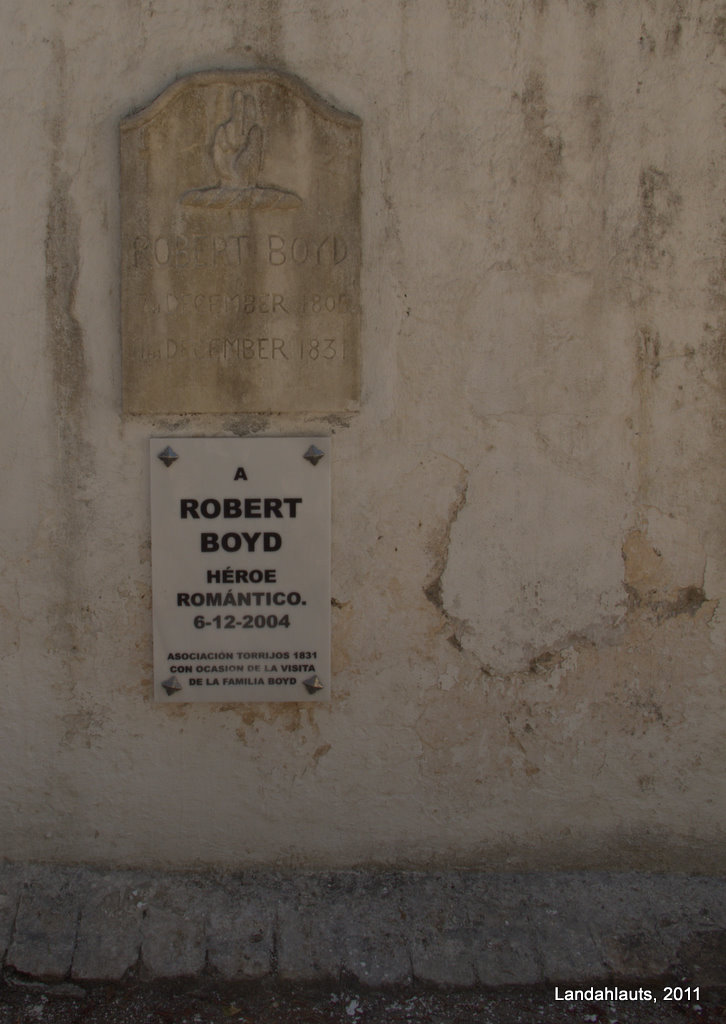 ROBERT BOYD
DECEMBER 1805
DECEMBER 1831
A
ROBERT
BOYD
HÉROE
ROMÁNTICO.
6-12-2004
ASOCIACIÓN TORRIJOS 1831
CON OCASION DE LA VISITA
DE LA FAMILIA BOYD
Landahlauts, 2011